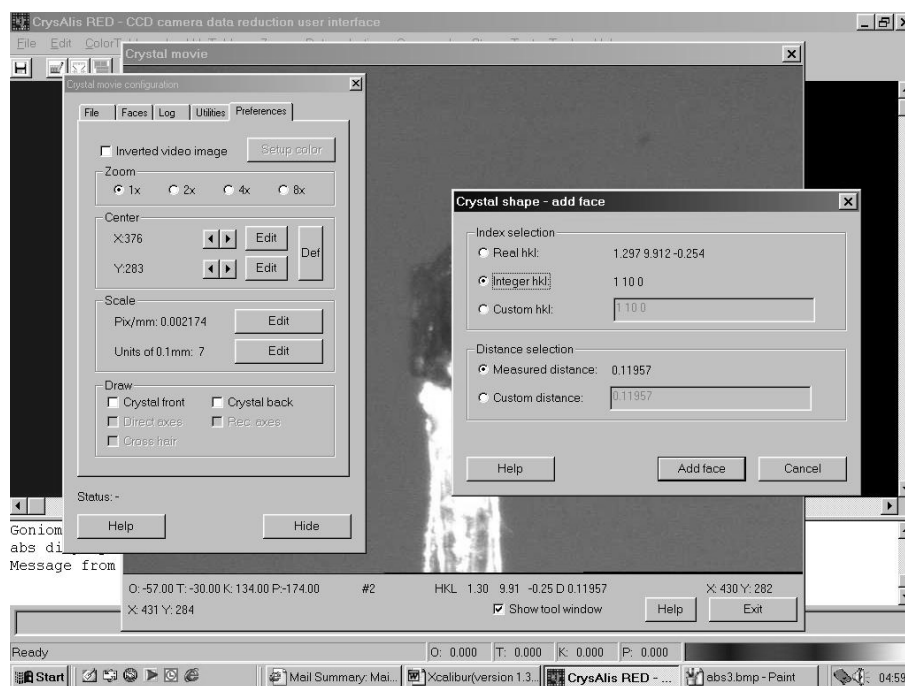 CrysAlis RED - CCD camera data reduction user interface
File Edit ColorT
Crystal movie
Crystal movie configuration
File Faces Log Utilities Preferences
Inverted video image Setup color
Zoom
1x 2x 4x 8x
Center
X:376 Edit
Def
Y:283 Edit
Scale
Pix/mm: 0.002174 Edit
Units of 0.1mm: 7 Edit
Draw
Crystal front Crystal back
Direct axes Rec. axes
Cross hair
Status: -
Help Hide
Crystal shape - add face
Index selection
Real hkl: 1.297 9.912 -0.254
Integer hkl: 1 10 0
Custom hkl: 1 10 0
Distance selection
Measured distance: 0.11957
Custom distance: 0.11957
Help Add face Cancel
Goniom
abs di
Message from
O: -57.00 T: -30.00 K: 134.00 P:-174.00 #2 HKL 1.30 9.91 -0.25 D 0.11957 X: 430 Y: 282
X: 431 Y: 284 Show tool window Help Exit
Ready O: 0.000 T: 0.000 K: 0.000 P: 0.000
Start Mail Summary: Mai... Xcalibur(version 1.3... CrysAlis RED - ... abs3.bmp - Paint 04:59